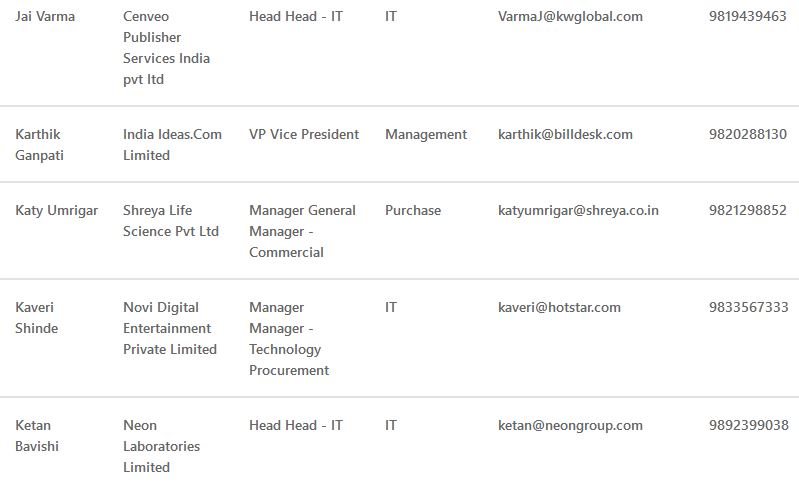 Jai Varma Cenveo Head Head - IT IT VarmaJ@kwglobal.com 9819439463
Publisher
Services India
pvt ltd
Karthik India Ideas.Com VP Vice President Management karthik@billdesk.com 9820288130
Ganpati Limited
Katy Umrigar Shreya Life Manager General Purchase katyumrigar@shreya.co.in 9821298852
Science Pvt Ltd Manager -
Commercial
Kaveri Novi Digital Manager IT kaveri@hotstar.com 9833567333
Shinde Entertainment Manager -
Private Limited Technology
Procurement
Ketan Neon Head Head - IT IT ketan@neongroup.com 9892399038
Bavishi Laboratories
Limited